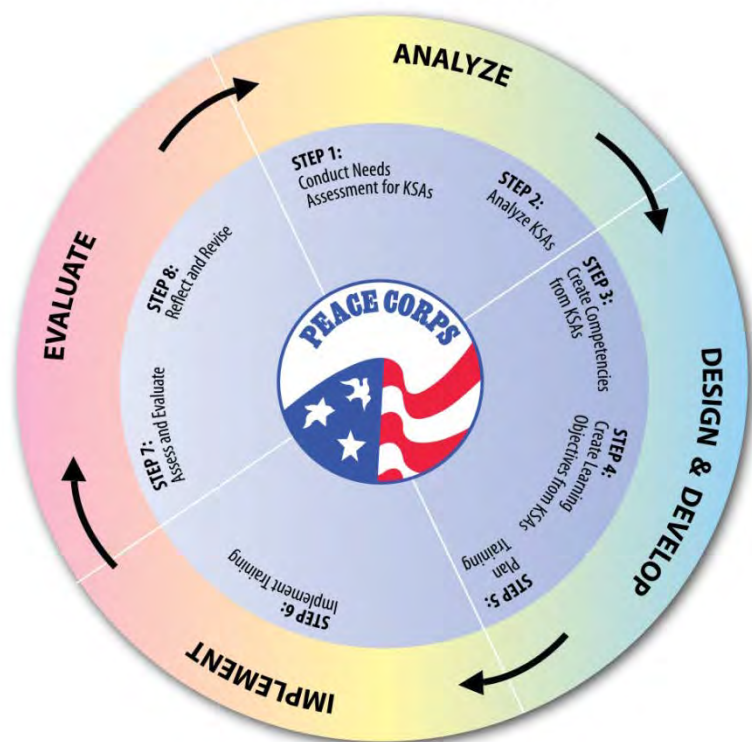 ANALYZE
STEP 1:
Conduct Needs
Assessment for KSAs
STEP 2:
Analyze KSAs
DESIGN & DEVELOP
STEP 3:
Create Competencies
from KSAs
STEP 4:
Create Learning
Objectives from KSAs
STEP 5:
Plan
Training
IMPLEMENT
STEP 6:
Implement Training
EVALUATE
STEP 7:
Assess and Evaluate
STEP 8:
Reflect and Revise
PEACE CORPS